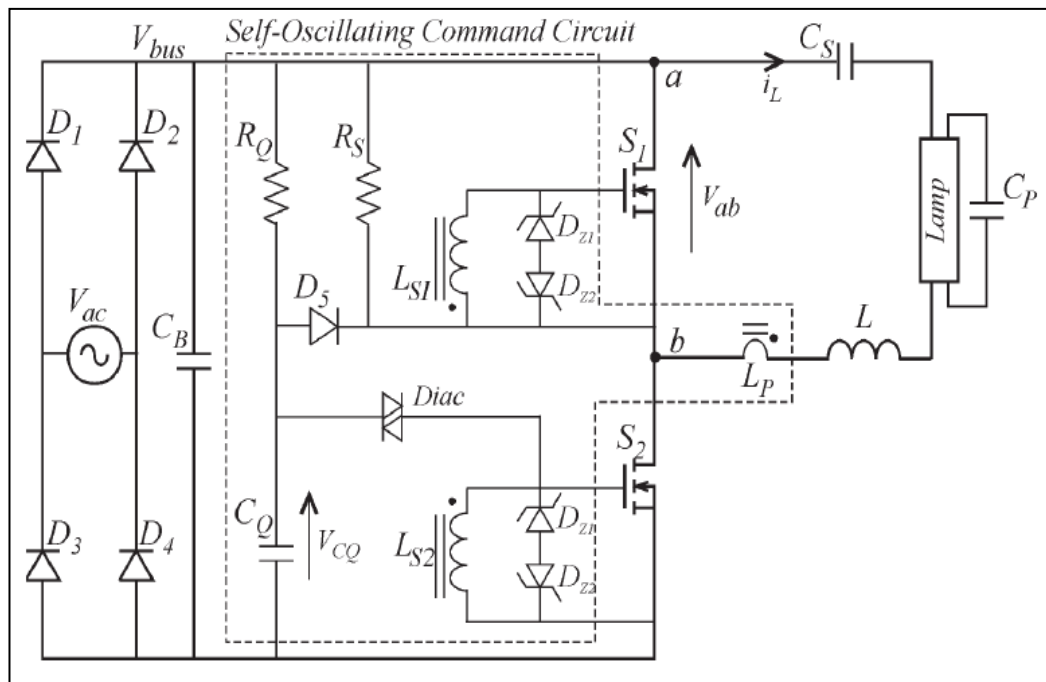 Self-Oscillating Command Circuit
V_bus
C_S
a
i_L
D_1
D_2
R_Q
R_S
S_1
V_ab
Lamp
C_P
D_Z1
L_S1
D_Z2
D_5
V_ac
C_B
b
L
L_P
Diac
S_2
C_Q
V_CQ
L_S2
D_Z1
D_Z2
D_3
D_4